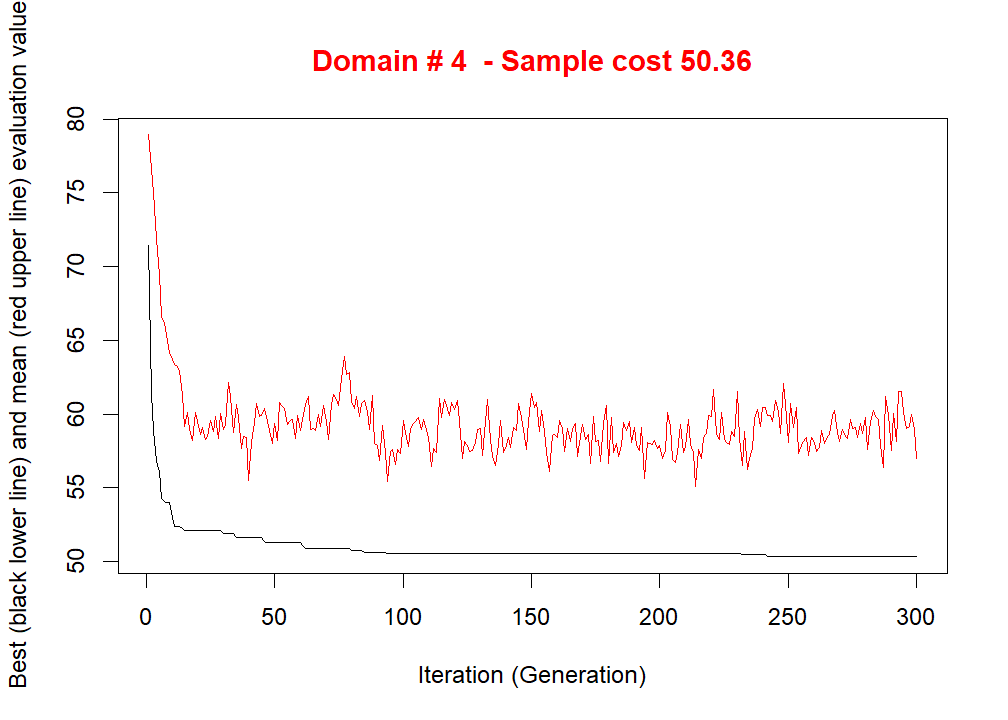 Domain # 4  - Sample cost 50.36
Best (black lower line) and mean (red upper line) evaluation value
80
75
70
65
60
55
50
0 50 100 150 200 250 300
Iteration (Generation)